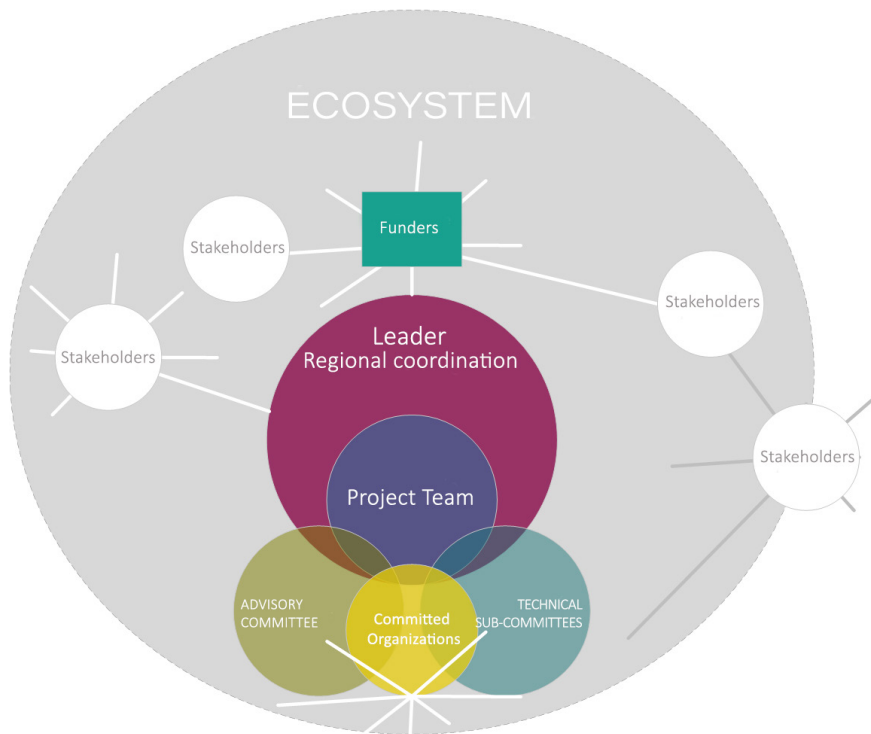 ECOSYSTEM
Funders
Stakeholders
Stakeholders
Stakeholders
Leader
Regional coordination
Stakeholders
Project Team
ADVISORY
COMMITTEE
Committed
Organizations
TECHNICAL
SUB-COMMITTEES